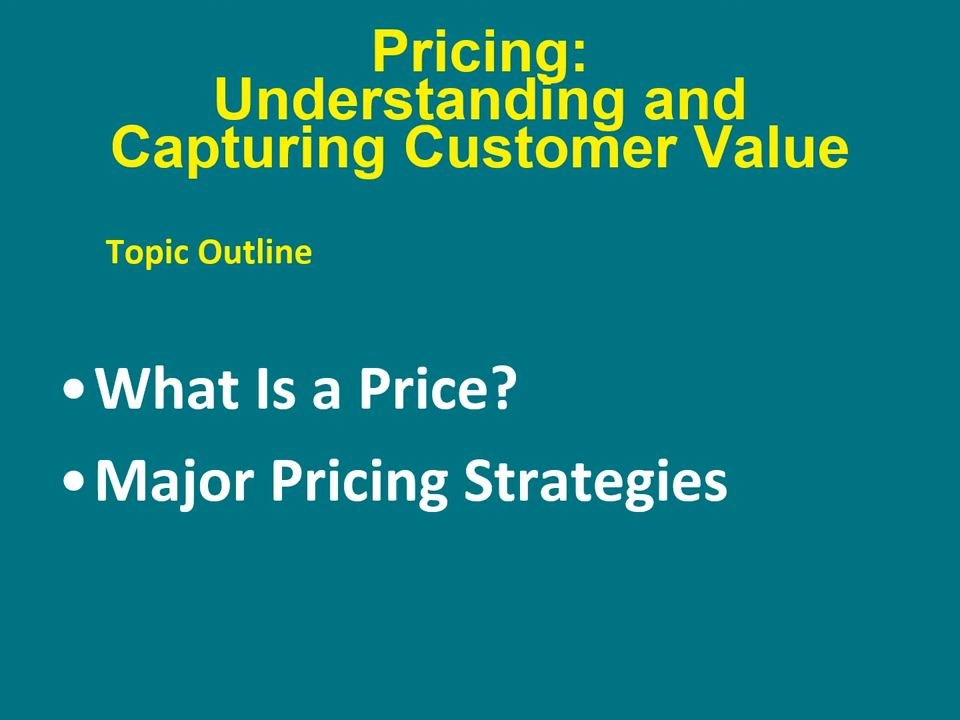 Pricing:
Understanding and
Capturing Customer Value
Topic Outline
•What Is a Price?
•Major Pricing Strategies